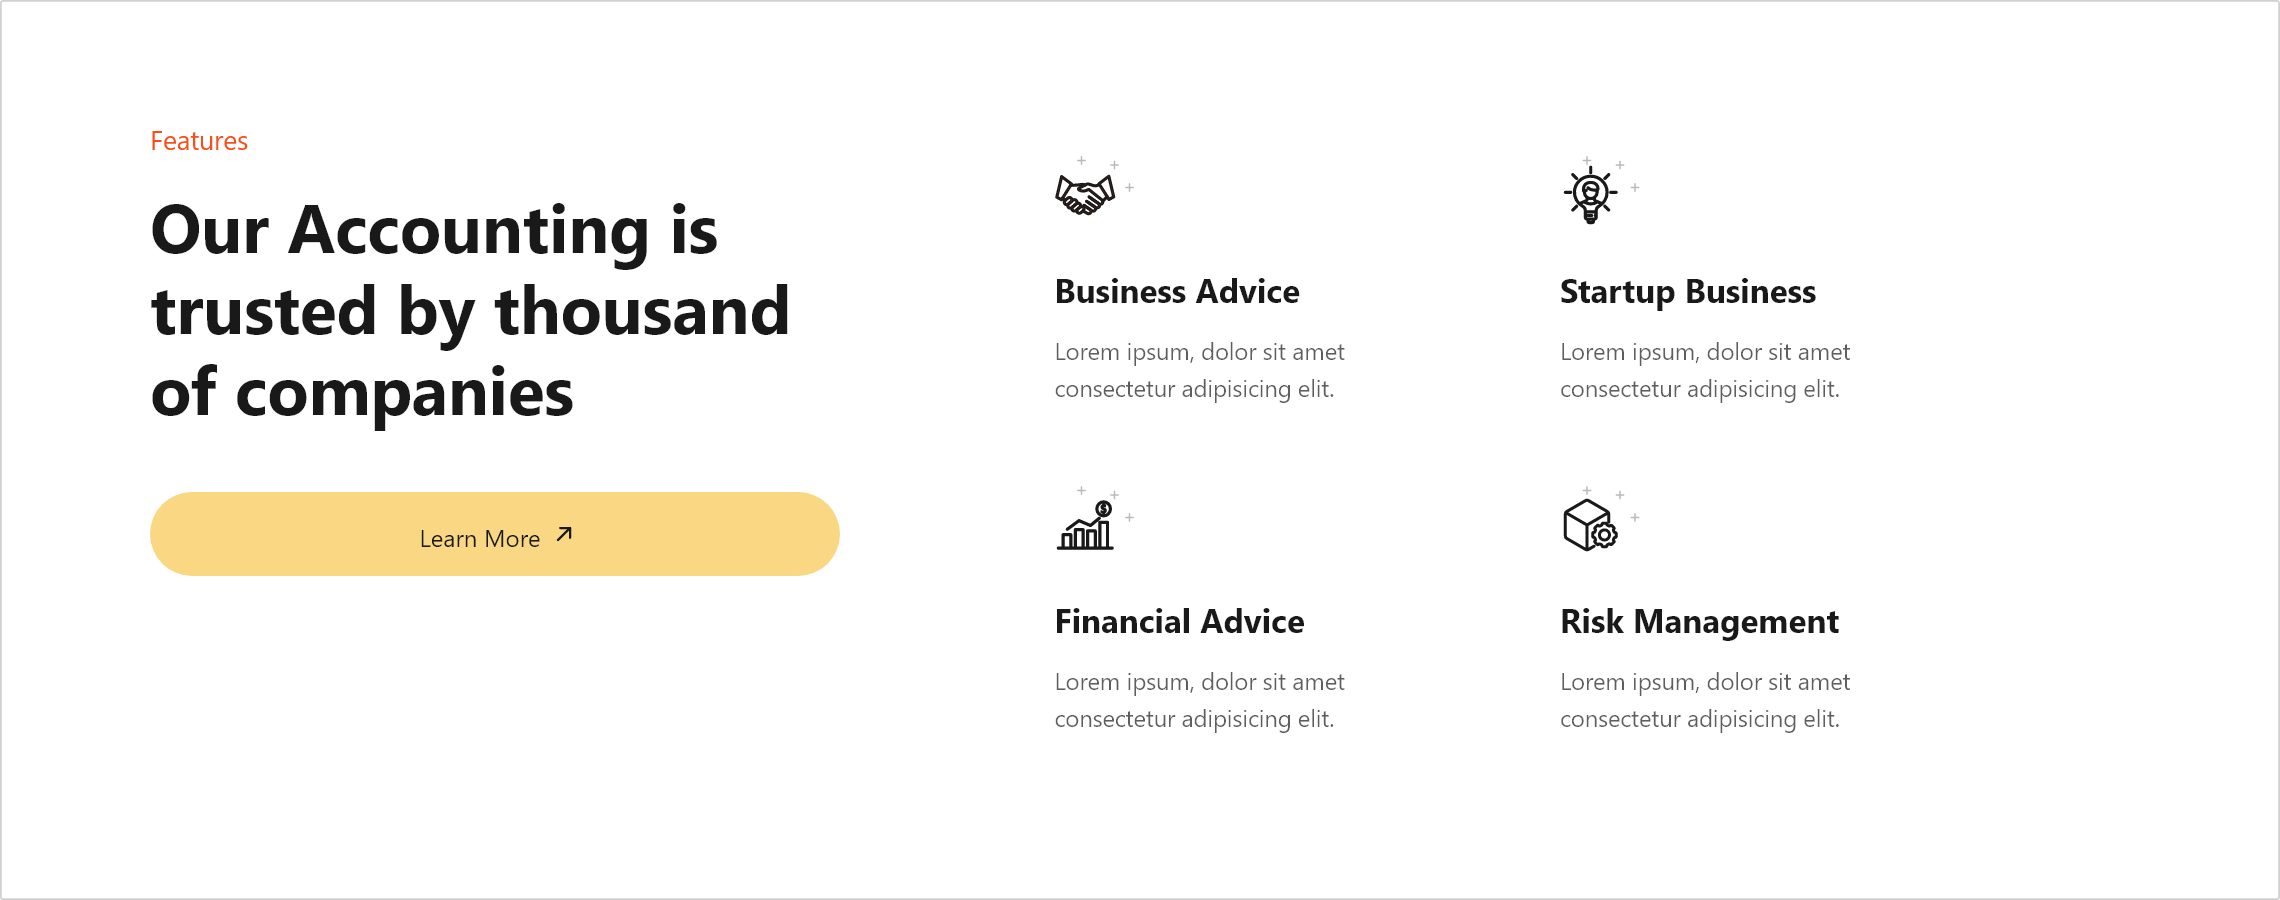 Features
Our Accounting is
trusted by thousand
of companies
Learn More
Business Advice
Lorem ipsum, dolor sit amet
consectetur adipisicing elit.
Startup Business
Lorem ipsum, dolor sit amet
consectetur adipisicing elit.
Financial Advice
Lorem ipsum, dolor sit amet
consectetur adipisicing elit.
Risk Management
Lorem ipsum, dolor sit amet
consectetur adipisicing elit.